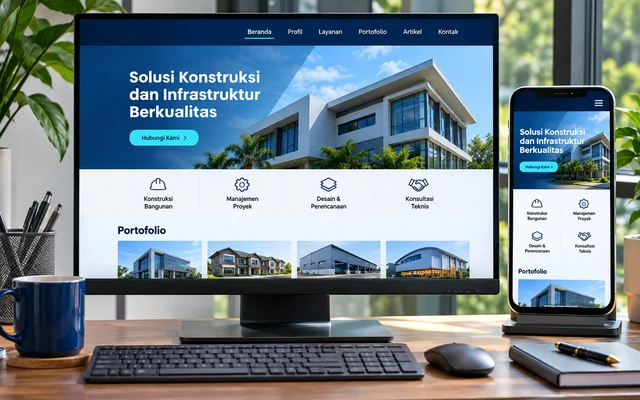 Beranda Profil Layanan Portofolio Artikel Kontak
Solusi Konstruksi
dan Infrastruktur
Berkualitas
Hubungi Kami >
Konstruksi
Bangunan
Manajemen
Proyek
Desain &
Perencanaan
Konsultasi
Teknis
Portofolio
Solusi Konstruksi
dan Infrastruktur
Berkualitas
Hubungi Kami >
Konstruksi
Bangunan
Manajemen
Proyek
Desain &
Perencanaan
Konsultasi
Teknis
Portofolio